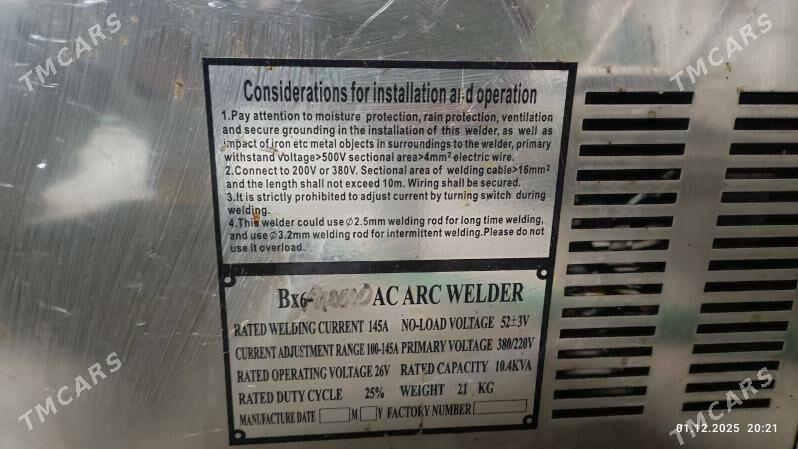 Considerations for installation and operation
1.Pay attention to moisture protection, rain protection, ventilation
and secure grounding in the installation of this welder, as well as
impact of iron etc metal objects in surroundings to the welder, primary
withstand Voltage>500V sectional area>4mm² electric wire.
2.Connect to 200V or 380V. Sectional area of welding cable>16mm²
and the length shall not exceed 10m. Wiring shall be secured.
3.It is strictly prohibited to adjust current by turning switch during
welding.
4.This welder could use∅2.5mm welding rod for long time welding,
and use∅3.2mm welding rod for intermittent welding.Please do not
use it overload.
Bx6- AC ARC WELDER
RATED WELDING CURRENT 145A NO-LOAD VOLTAGE 52±3V
CURRENT ADJUSTMENT RANGE 100-145A PRIMARY VOLTAGE 380/220V
RATED OPERATING VOLTAGE 26V RATED CAPACITY 10.4KVA
RATED DUTY CYCLE 25% WEIGHT 21 KG
MANUFACTURE DATE M Y FACTORY NUMBER
TMCARS
TMCARS
TMCARS
TMCARS
TMCARS
01.12.2025 20:21